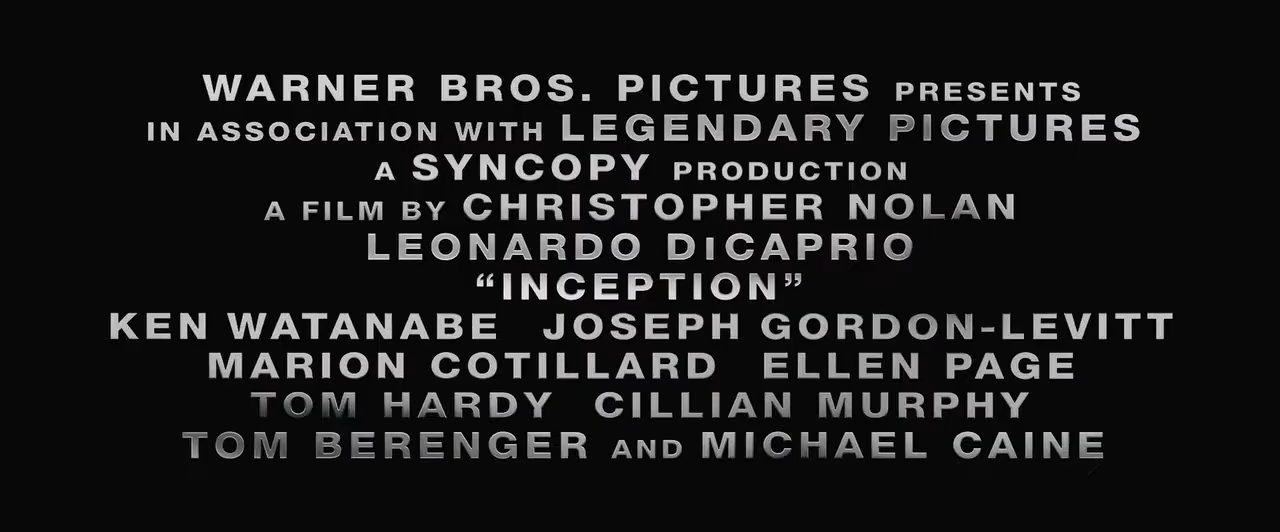 WARNER BROS. PICTURES PRESENTS
IN ASSOCIATION WITH LEGENDARY PICTURES
A SYNCOPY PRODUCTION
A FILM BY CHRISTOPHER NOLAN
LEONARDO DiCAPRIO
“INCEPTION”
KEN WATANABE JOSEPH GORDON-LEVITT
MARION COTILLARD ELLEN PAGE
TOM HARDY CILLIAN MURPHY
TOM BERENGER AND MICHAEL CAINE